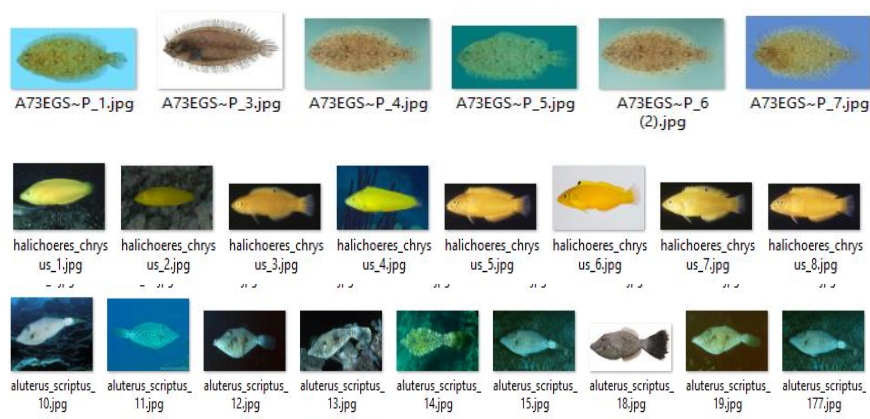 A73EGS~P_1.jpg A73EGS~P_3.jpg A73EGS~P_4.jpg A73EGS~P_5.jpg A73EGS~P_6 A73EGS~P_7.jpg
(2).jpg
halichoeres_chrys halichoeres_chrys halichoeres_chrys halichoeres_chrys halichoeres_chrys halichoeres_chrys halichoeres_chrys halichoeres_chrys
us_1.jpg us_2.jpg us_3.jpg us_4.jpg us_5.jpg us_6.jpg us_7.jpg us_8.jpg
aluterus_scriptus_ aluterus_scriptus_ aluterus_scriptus_ aluterus_scriptus_ aluterus_scriptus_ aluterus_scriptus_ aluterus_scriptus_ aluterus_scriptus_ aluterus_scriptus_
10.jpg 11.jpg 12.jpg 13.jpg 14.jpg 15.jpg 18.jpg 19.jpg 177.jpg